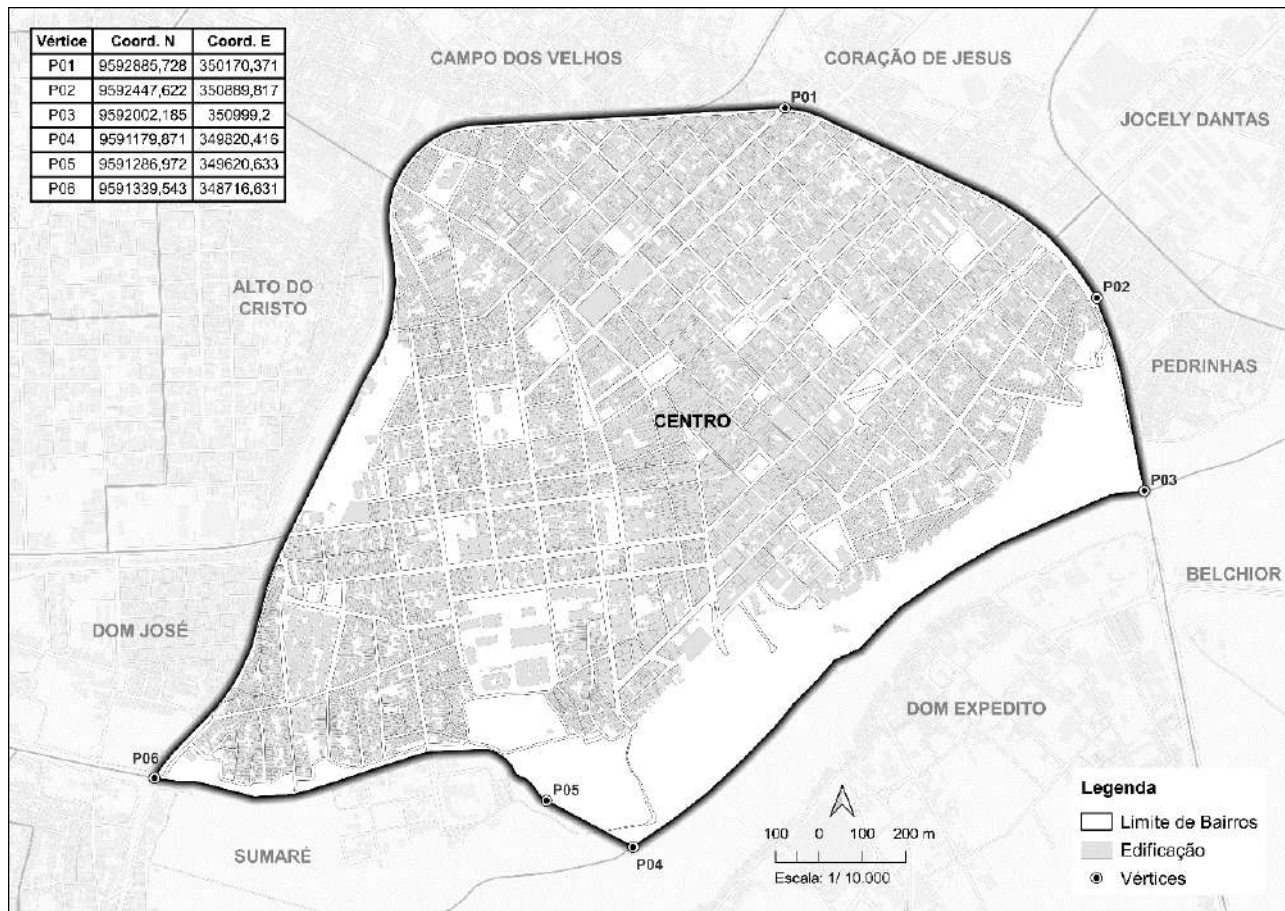 Vértice Coord. N Coord. E
P01 9592885,728 350170,371
P02 9592447,622 350889,817
P03 9592002,185 350999,2
P04 9591179,871 349820,416
P05 9591286,972 349620,633
P06 9591339,543 348716,631
CAMPO DOS VELHOS
CORAÇÃO DE JESUS
P01
JOCELY DANTAS
ALTO DO
CRISTO
P02
PEDRINHAS
CENTRO
P03
BELCHIOR
DOM JOSÉ
DOM EXPEDITO
P06
P05
SUMARÉ
P04
100 0 100 200 m
Escala: 1/ 10.000
Legenda
Limite de Bairros
Edificação
Vértices